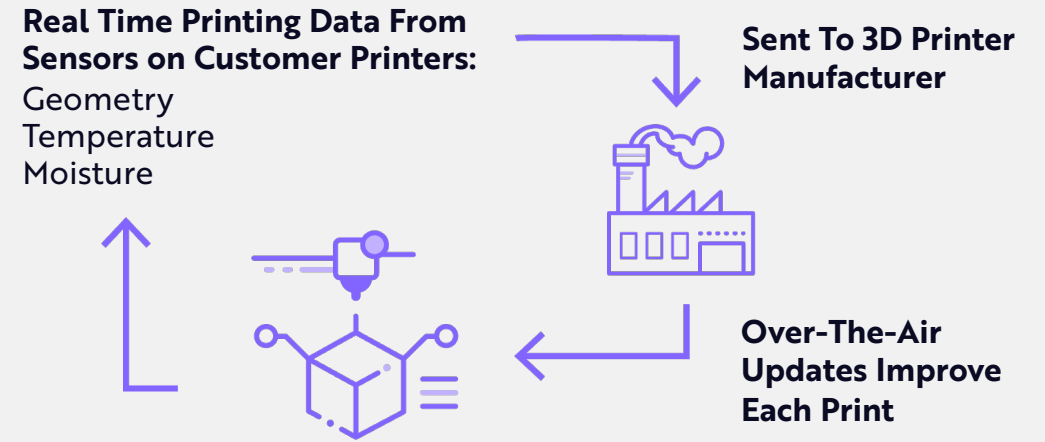 Real Time Printing Data From
Sensors on Customer Printers:
Geometry
Temperature
Moisture
Sent To 3D Printer
Manufacturer
Over-The-Air
Updates Improve
Each Print